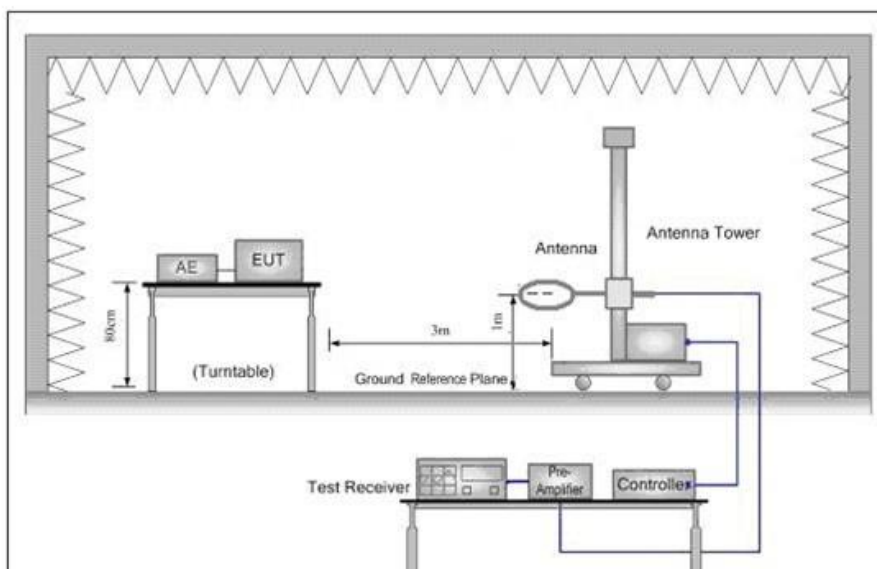 Antenna
Antenna Tower
AE
EUT
80cm
1m
3m
(Turntable)
Ground Reference Plane
Test Receiver
Pre-
Amplifier
Controller